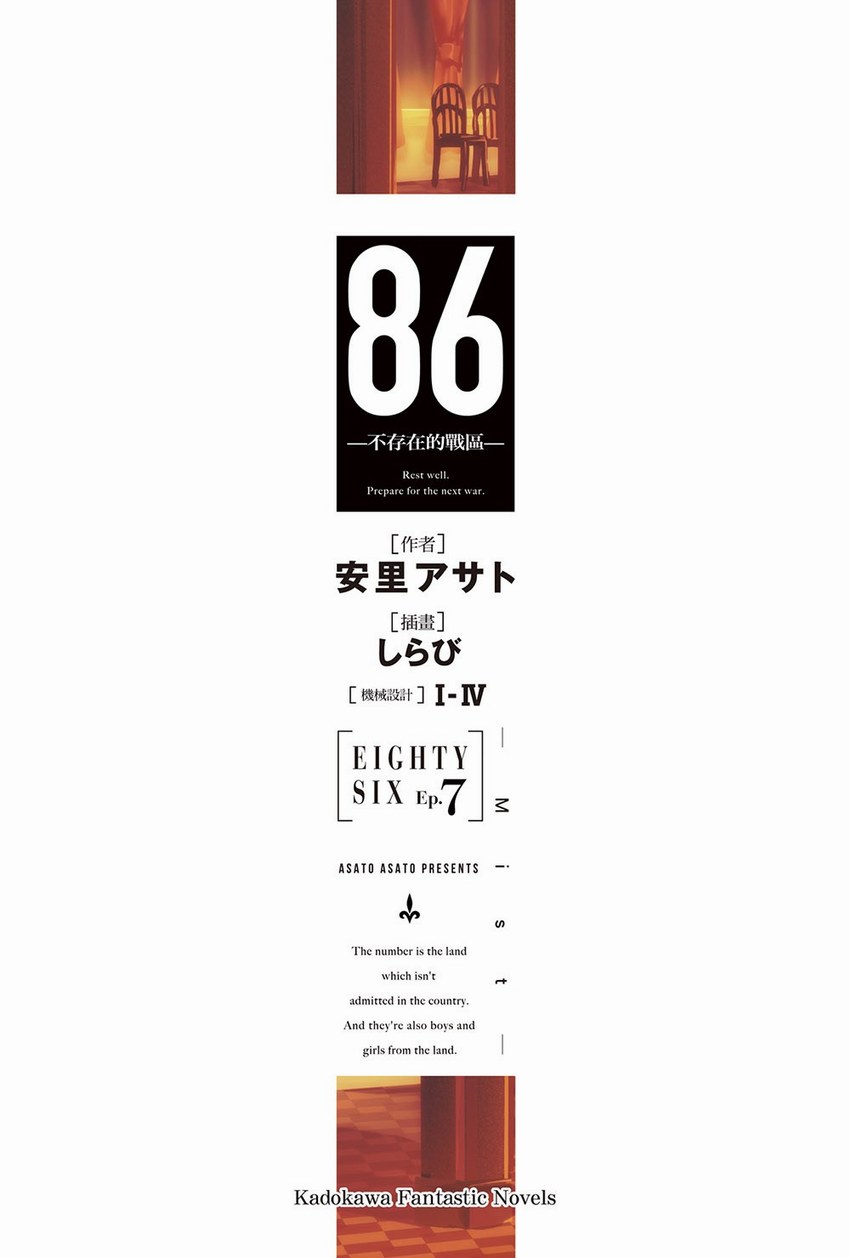 86
—不存在的戰區—
Rest well.
Prepare for the next war.
[作者]
安里アサト
[插畫]
しらび
[機械設計] I-IV
EIGHTY
SIX Ep.7
—Mist—
ASATO ASATO PRESENTS
The number is the land
which isn't
admitted in the country.
And they're also boys and
girls from the land.
Kadokawa Fantastic Novels